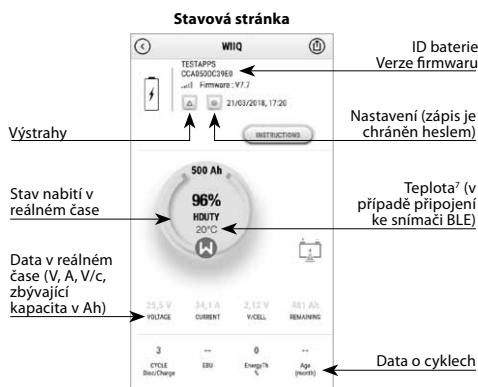 Stavová stránka
WIIQ
ID baterie
Verze firmwaru
TESTAPPS
CCA050DC39E0
Firmware : V7.7
21/03/2018, 17:20
Výstrahy
Nastavení (zápis je
chráněn heslem)
INSTRUCTIONS
500 Ah
96%
HDUTY
20°C
Stav nabití v
reálném čase
Teplota⁷ (v
případě připojení
ke snímači BLE)
Data v reálném
čase (V, A, V/c,
zbývající
kapacita v Ah)
25,5 V 34,1 A 2,12 V 481 Ah
VOLTAGE CURRENT V/CELL REMAINING
3 -- 0 --
CYCLE EBU EnergyTh Age
Disc/Charge % (month)
Data o cyklech